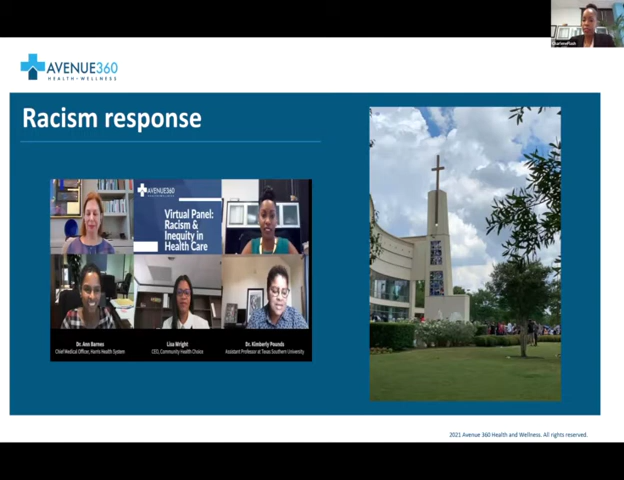 CharleneFlash
AVENUE360
HEALTH + WELLNESS
Racism response
AVENUE360
Virtual Panel:
Racism &
Inequity in
Health Care
Dr. Ann Barnes
Chief Medical Officer, Harris Health System
Lisa Wright
CEO, Community Health Choice
Dr. Kimberly Pounds
Assistant Professor at Texas Southern University
2021 Avenue 360 Health and Wellness. All rights reserved.